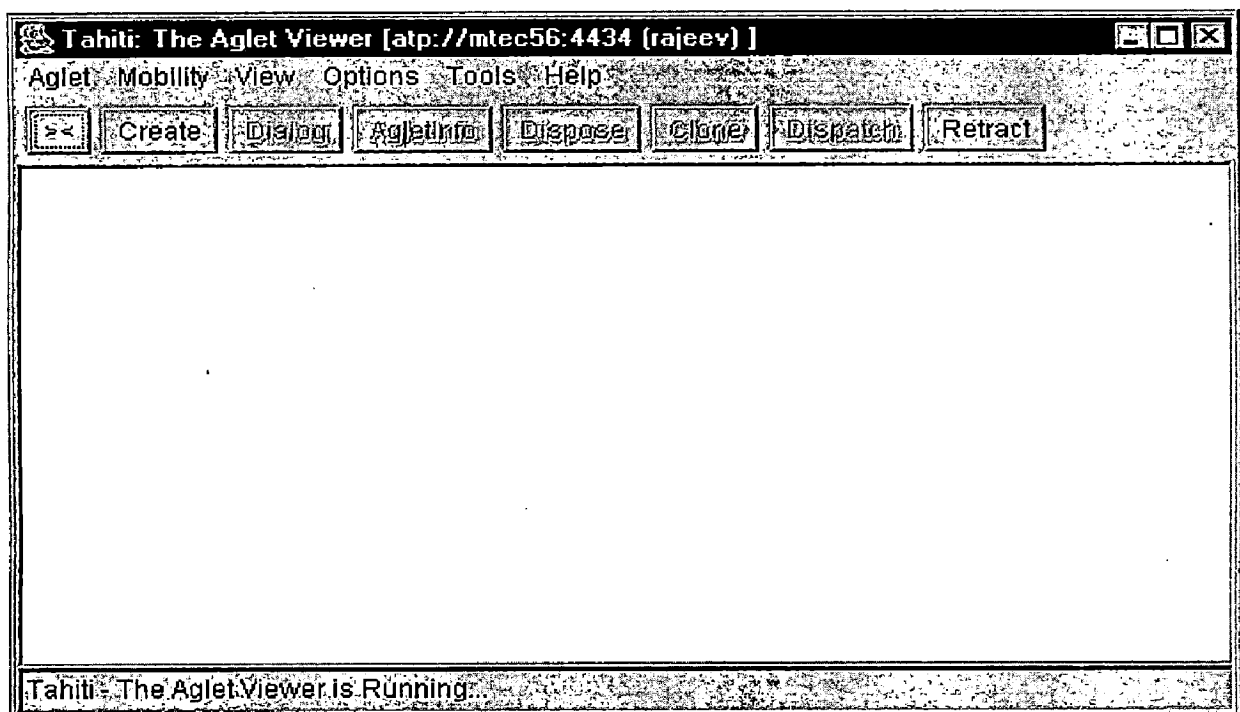 Tahiti: The Aglet Viewer [atp://mtec56:4434 (rajeev) ]
Aglet Mobility View Options Tools Help
>< Create Dialog AgletInfo Dispose Clone Dispatch Retract
Tahiti - The Aglet Viewer is Running...